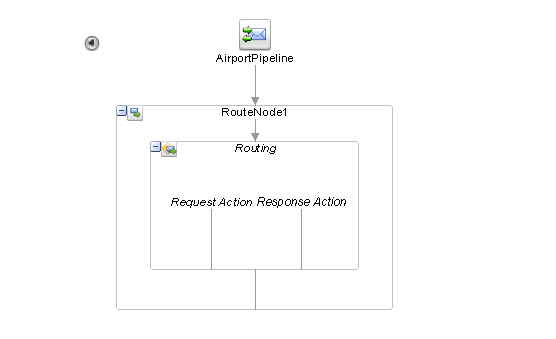 AirportPipeline
RouteNode1
Routing
Request Action Response Action